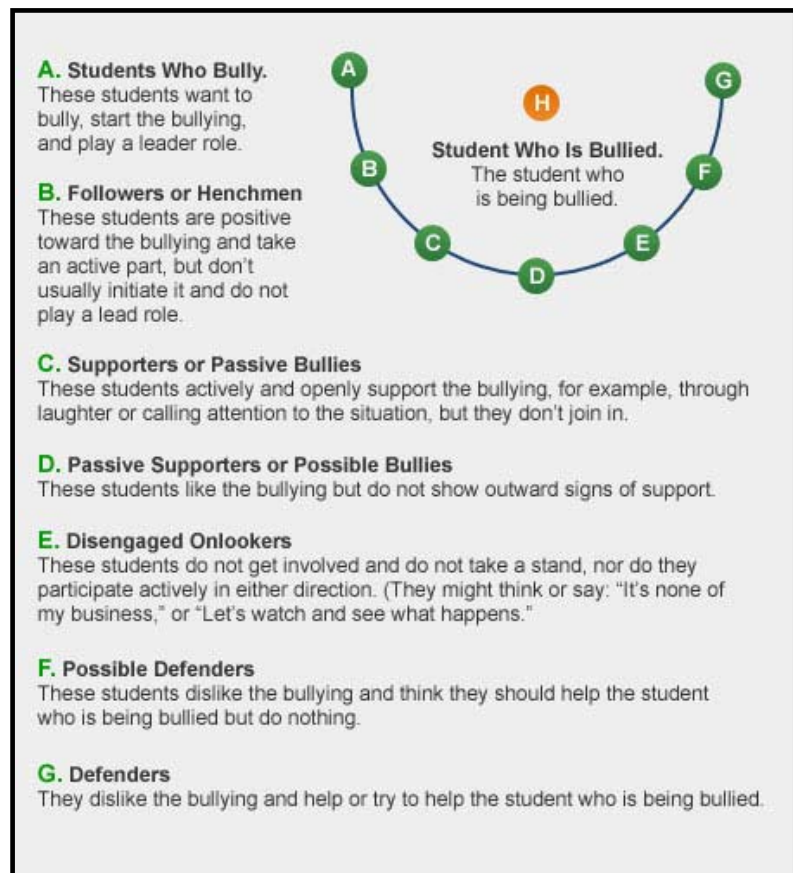 A. Students Who Bully.
These students want to
bully, start the bullying,
and play a leader role.
B. Followers or Henchmen
These students are positive
toward the bullying and take
an active part, but don't
usually initiate it and do not
play a lead role.
A
B
C
D
E
F
G
H
Student Who Is Bullied.
The student who
is being bullied.
C. Supporters or Passive Bullies
These students actively and openly support the bullying, for example, through
laughter or calling attention to the situation, but they don't join in.
D. Passive Supporters or Possible Bullies
These students like the bullying but do not show outward signs of support.
E. Disengaged Onlookers
These students do not get involved and do not take a stand, nor do they
participate actively in either direction. (They might think or say: “It's none of
my business,” or “Let's watch and see what happens.”
F. Possible Defenders
These students dislike the bullying and think they should help the student
who is being bullied but do nothing.
G. Defenders
They dislike the bullying and help or try to help the student who is being bullied.